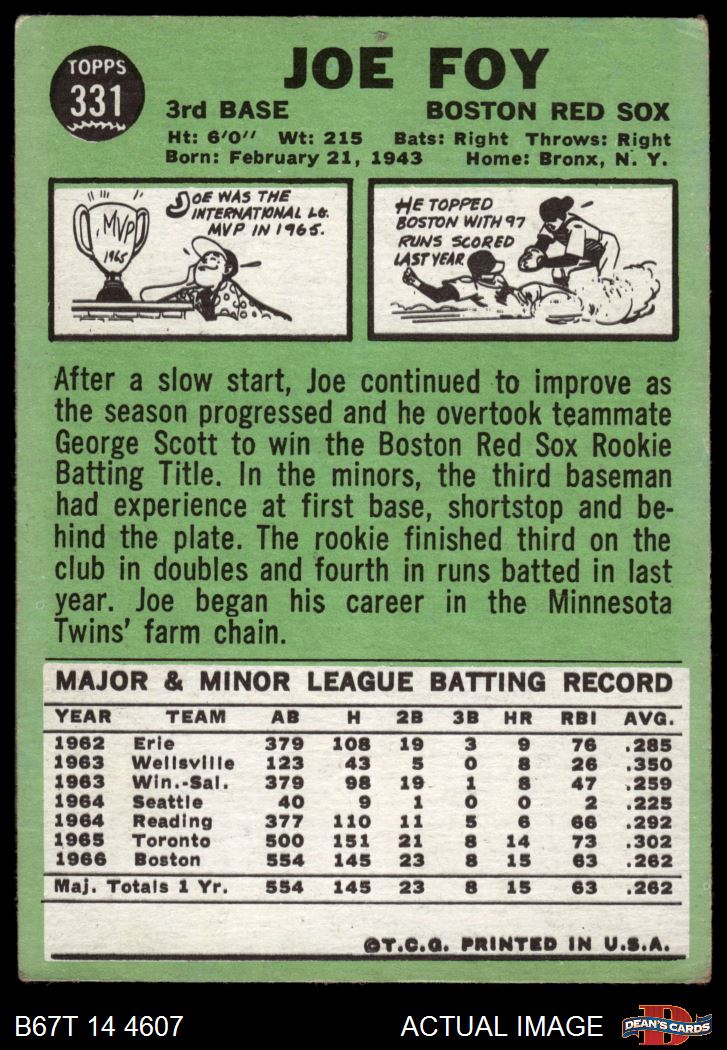 TOPPS
331
JOE FOY
3rd BASE BOSTON RED SOX
Ht: 6'0" Wt: 215 Bats: Right Throws: Right
Born: February 21, 1943 Home: Bronx, N. Y.
JOE WAS THE
INTERNATIONAL LG.
MVP IN 1965.
MVP
1965
HE TOPPED
BOSTON WITH 97
RUNS SCORED
LAST YEAR
After a slow start, Joe continued to improve as
the season progressed and he overtook teammate
George Scott to win the Boston Red Sox Rookie
Batting Title. In the minors, the third baseman
had experience at first base, shortstop and be-
hind the plate. The rookie finished third on the
club in doubles and fourth in runs batted in last
year. Joe began his career in the Minnesota
Twins' farm chain.
MAJOR & MINOR LEAGUE BATTING RECORD
YEAR TEAM AB H 2B 3B HR RBI AVG.
1962 Erie 379 108 19 3 9 76 .285
1963 Wellsville 123 43 5 0 8 26 .350
1963 Win.-Sal. 379 98 19 1 8 47 .259
1964 Seattle 40 9 1 0 0 2 .225
1964 Reading 377 110 11 5 6 66 .292
1965 Toronto 500 151 21 8 14 73 .302
1966 Boston 554 145 23 8 15 63 .262
Maj. Totals 1 Yr. 554 145 23 8 15 63 .262
©T.C.G. PRINTED IN U.S.A.
B67T 14 4607 ACTUAL IMAGE
D
DEAN'S CARDS